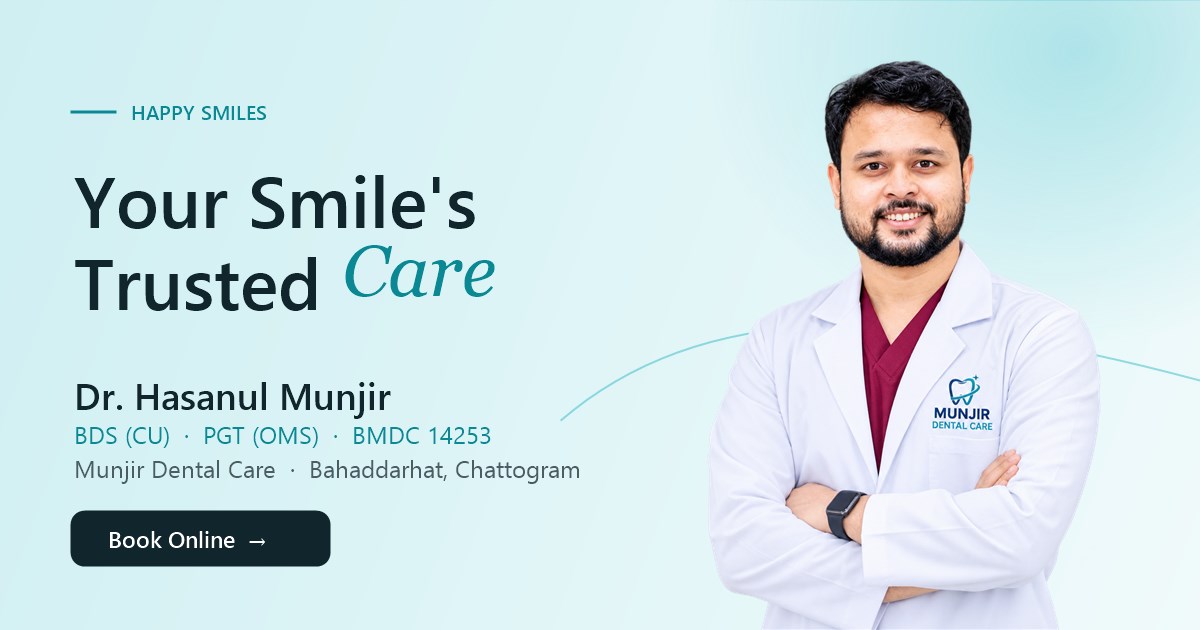 HAPPY SMILES
Your Smile's
Trusted Care
Dr. Hasanul Munjir
BDS (CU) · PGT (OMS) · BMDC 14253
Munjir Dental Care · Bahaddarhat, Chattogram
Book Online →
MUNJIR
DENTAL CARE